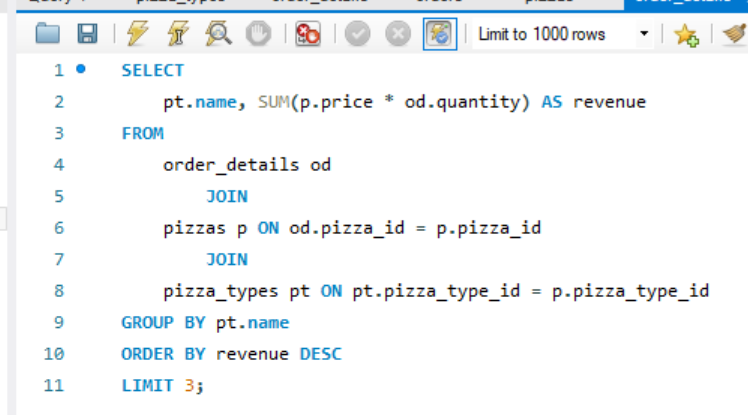 Limit to 1000 rows
1 SELECT
2 pt.name, SUM(p.price * od.quantity) AS revenue
3 FROM
4 order_details od
5 JOIN
6 pizzas p ON od.pizza_id = p.pizza_id
7 JOIN
8 pizza_types pt ON pt.pizza_type_id = p.pizza_type_id
9 GROUP BY pt.name
10 ORDER BY revenue DESC
11 LIMIT 3;